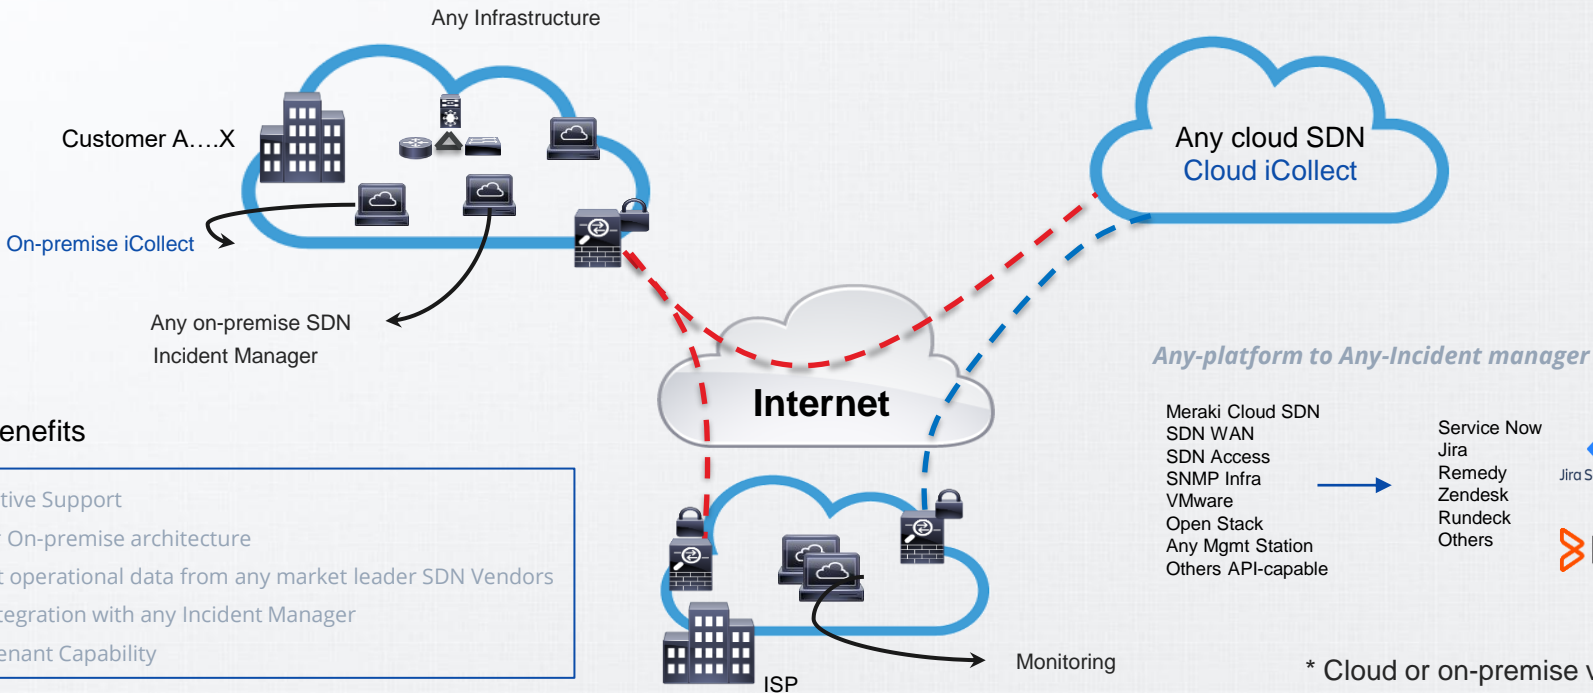 Any Infrastructure
Customer A....X
On-premise iCollect
Any on-premise SDN
Incident Manager
Any cloud SDN
Cloud iCollect
Internet
Any-platform to Any-Incident manager
Meraki Cloud SDN
SDN WAN
SDN Access
SNMP Infra
VMware
Open Stack
Any Mgmt Station
Others API-capable
Service Now
Jira
Remedy
Zendesk
Rundeck
Others
Jira S
enefits
tive Support
On-premise architecture
t operational data from any market leader SDN Vendors
tegration with any Incident Manager
enant Capability
ISP
Monitoring
* Cloud or on-premise v